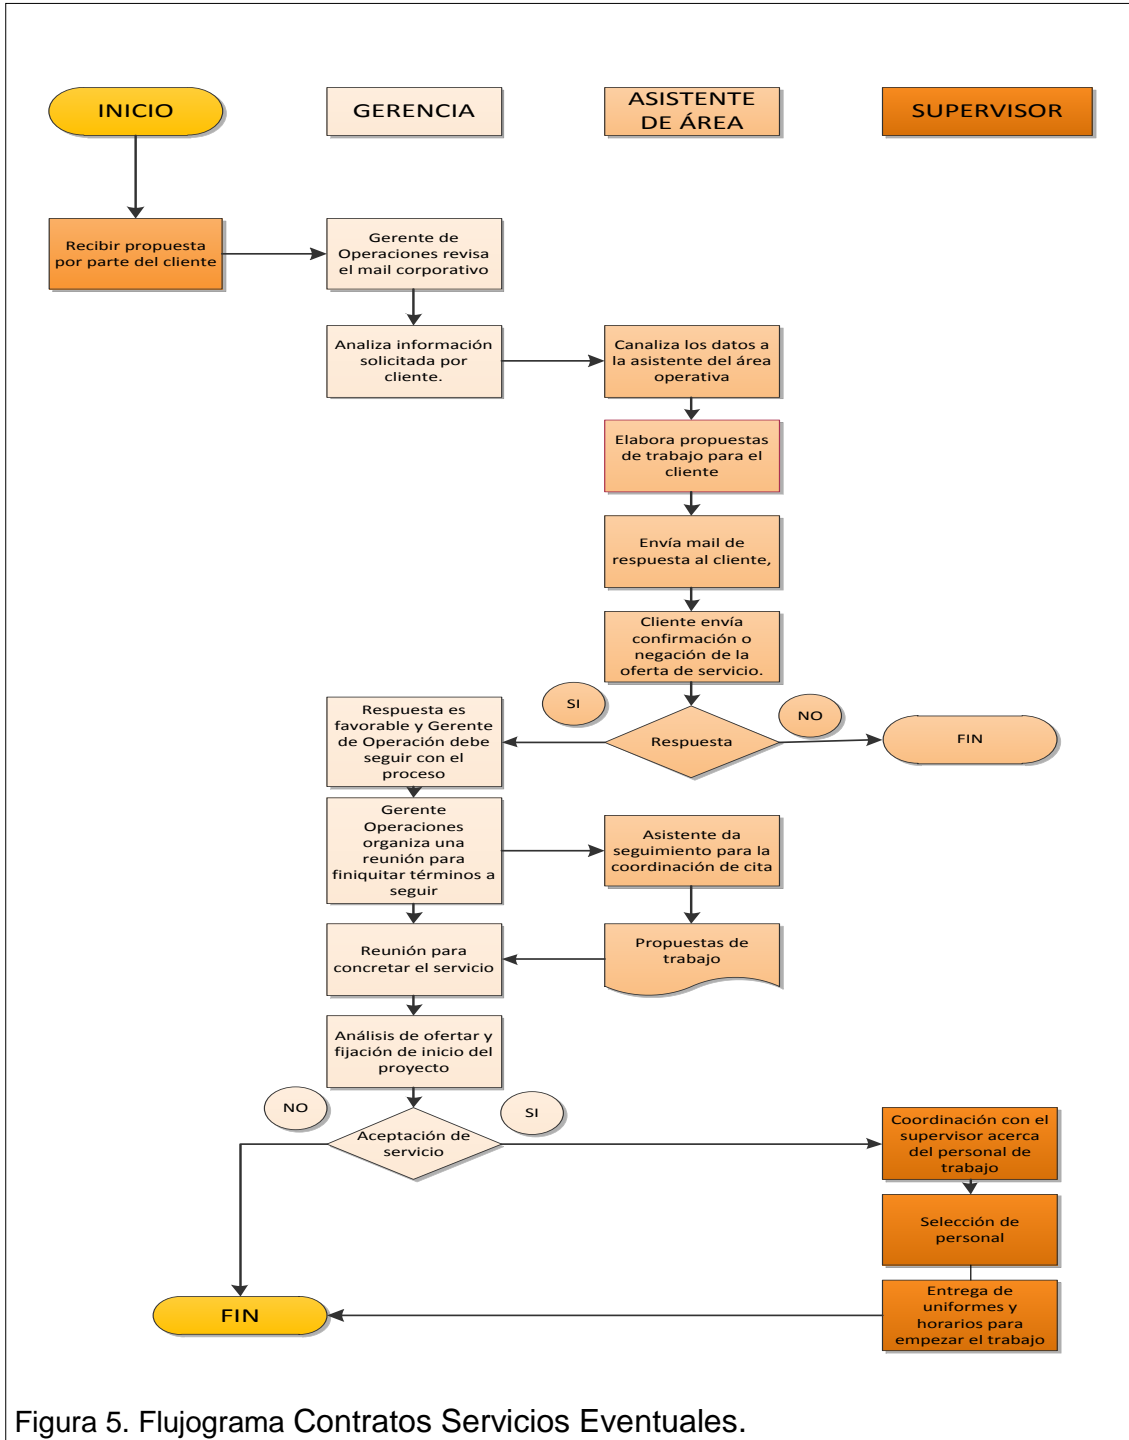 INICIO
GERENCIA
ASISTENTE
DE ÁREA
SUPERVISOR
Recibir propuesta
por parte del cliente
Gerente de
Operaciones revisa
el mail corporativo
Analiza información
solicitada por
cliente.
Canaliza los datos a
la asistente del área
operativa
Elabora propuestas
de trabajo para el
cliente
Envía mail de
respuesta al cliente,
Cliente envía
confirmación o
negación de la
oferta de servicio.
SI
NO
Respuesta
FIN
Respuesta es
favorable y Gerente
de Operación debe
seguir con el
proceso
Gerente
Operaciones
organiza una
reunión para
finiquitar términos a
seguir
Asistente da
seguimiento para la
coordinación de cita
Reunión para
concretar el servicio
Propuestas de
trabajo
Análisis de ofertar y
fijación de inicio del
proyecto
NO
SI
Aceptación de
servicio
Coordinación con el
supervisor acerca
del personal de
trabajo
Selección de
personal
Entrega de
uniformes y
horarios para
empezar el trabajo
FIN
Figura 5. Flujograma Contratos Servicios Eventuales.